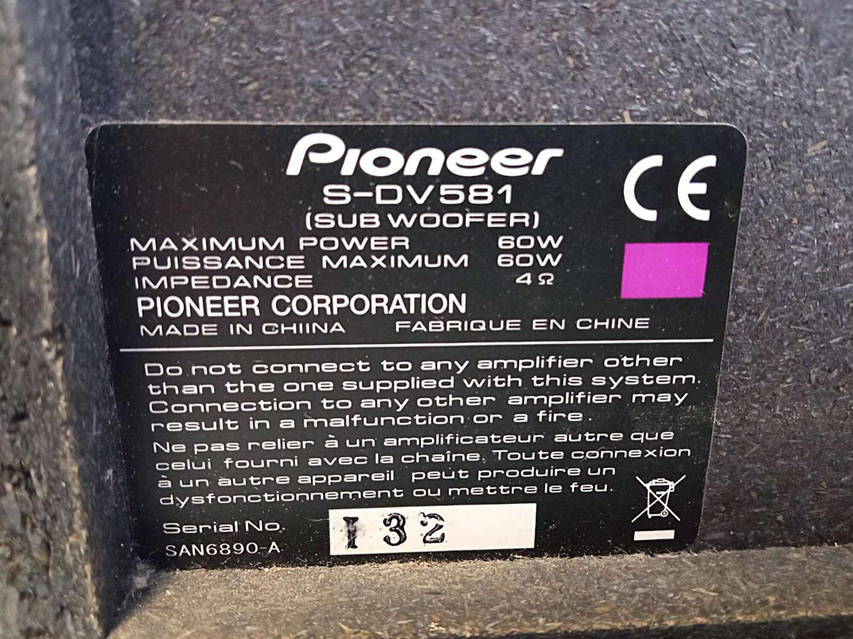 Pioneer
S-DV581
(SUB WOOFER)
CE
MAXIMUM POWER 60W
PUISSANCE MAXIMUM 60W
IMPEDANCE 4Ω
PIONEER CORPORATION
MADE IN CHIINA FABRIQUE EN CHINE
Do not connect to any amplifier other
than the one supplied with this system.
Connection to any other amplifier may
result in a malfunction or a fire.
Ne pas relier à un amplificateur autre que
celui fourni avec la chaîne. Toute connexion
à un autre appareil peut produire un
dysfonctionnement ou mettre le feu.
Serial No. I 32
SAN6890-A